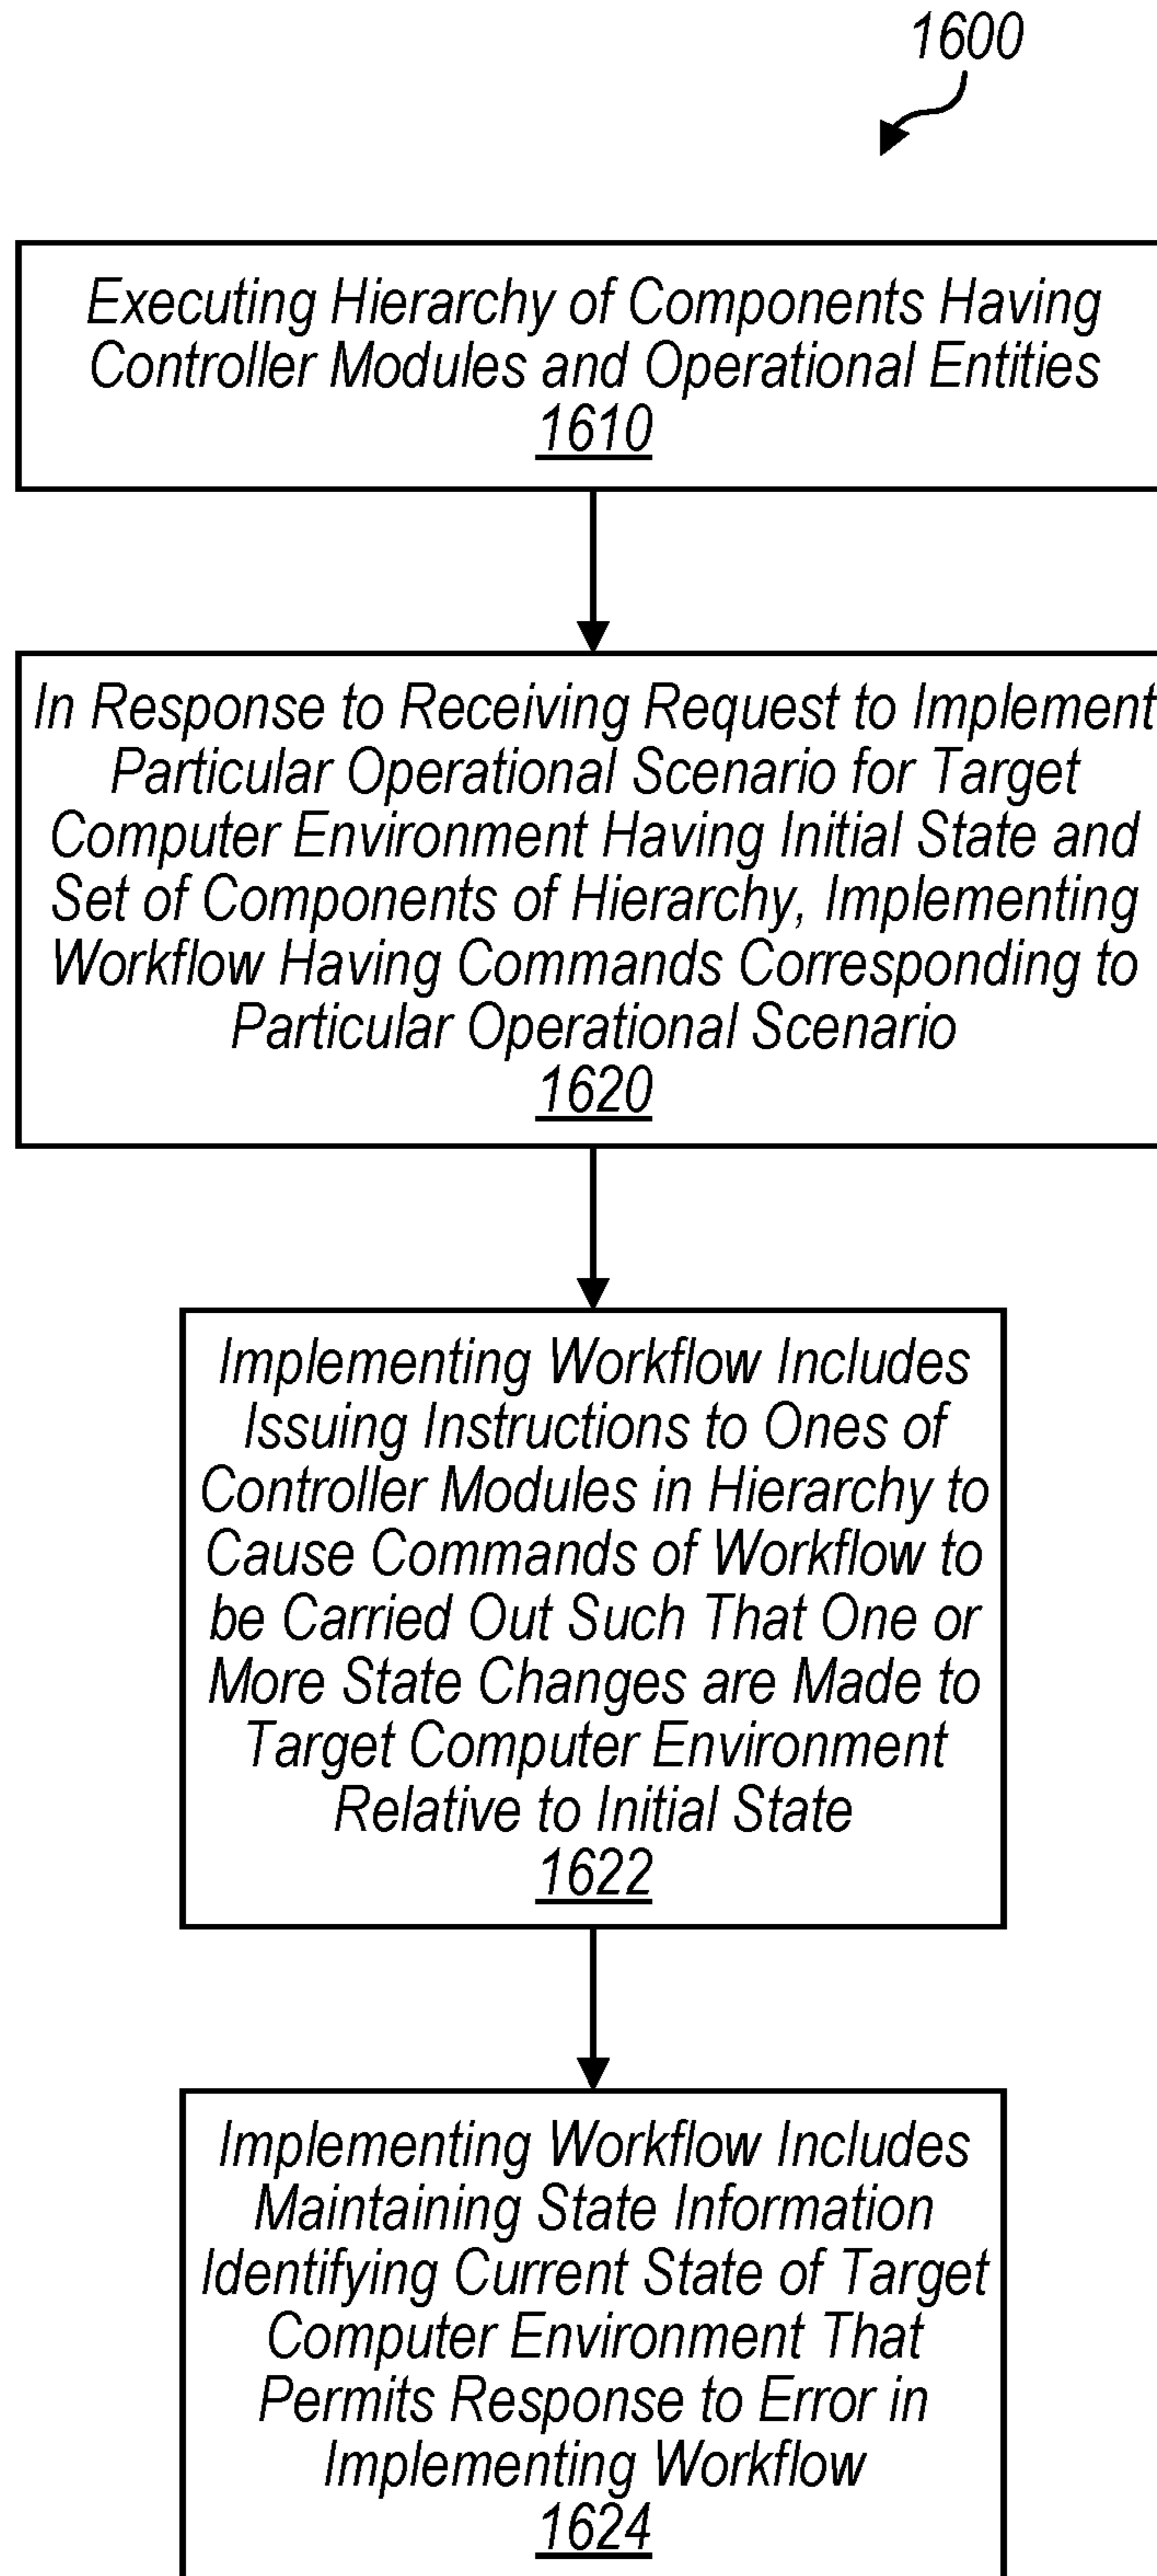 1600
Executing Hierarchy of Components Having
Controller Modules and Operational Entities
1610
In Response to Receiving Request to Implement
Particular Operational Scenario for Target
Computer Environment Having Initial State and
Set of Components of Hierarchy, Implementing
Workflow Having Commands Corresponding to
Particular Operational Scenario
1620
Implementing Workflow Includes
Issuing Instructions to Ones of
Controller Modules in Hierarchy to
Cause Commands of Workflow to
be Carried Out Such That One or
More State Changes are Made to
Target Computer Environment
Relative to Initial State
1622
Implementing Workflow Includes
Maintaining State Information
Identifying Current State of Target
Computer Environment That
Permits Response to Error in
Implementing Workflow
1624